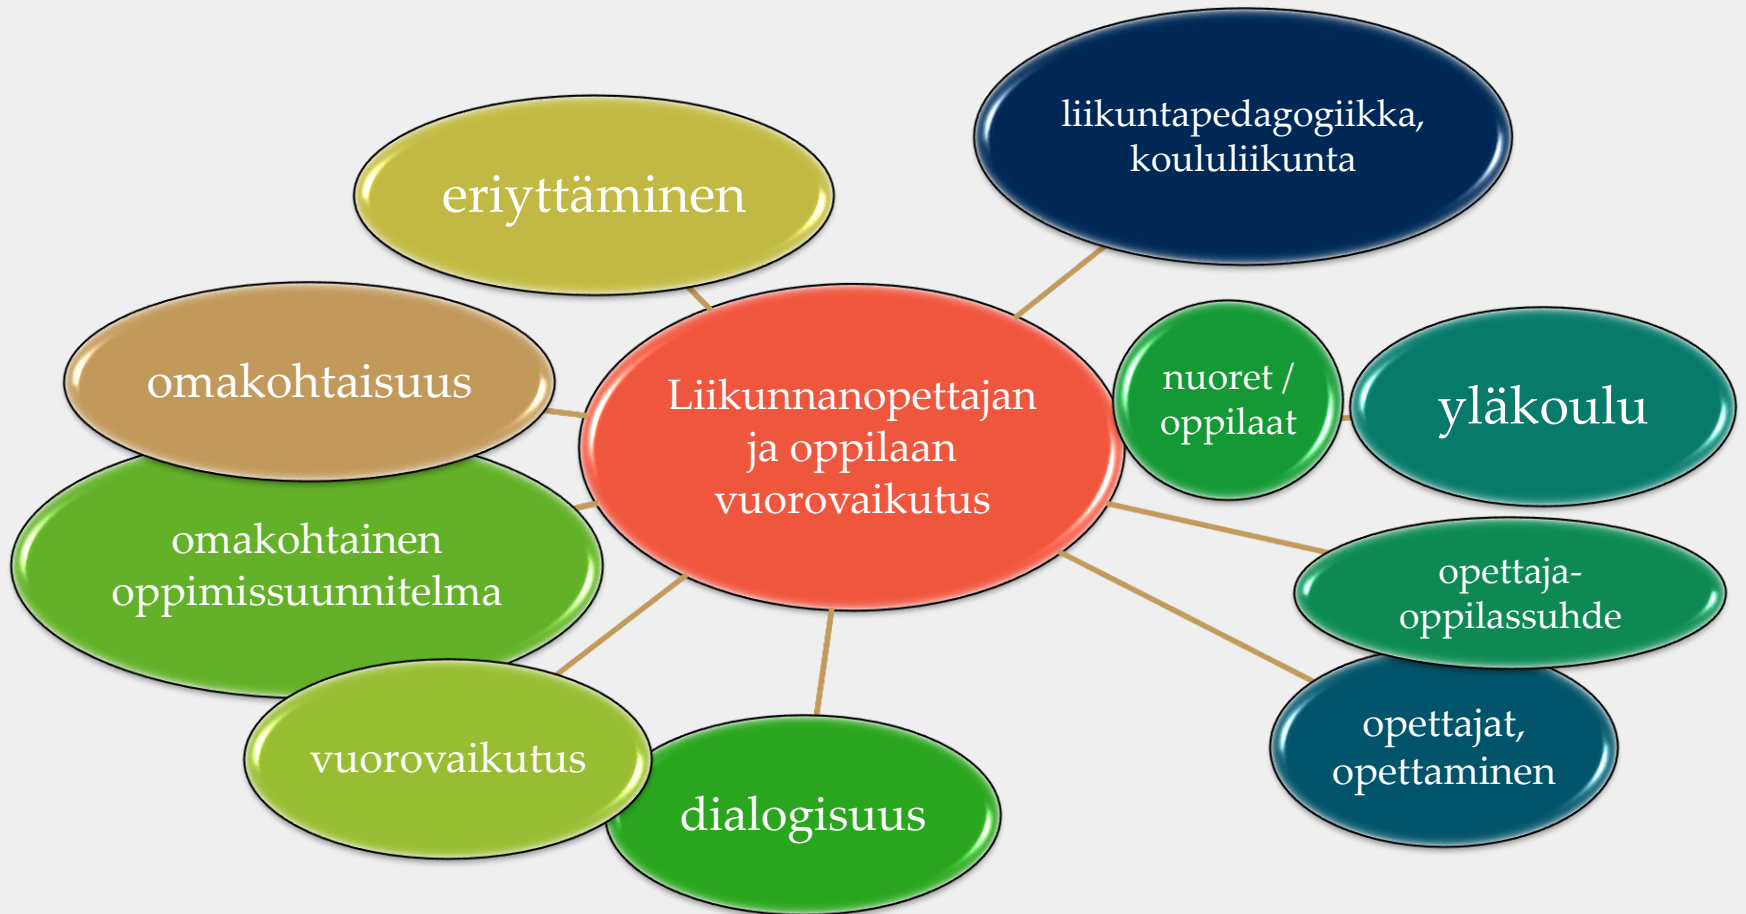 liikuntapedagogiikka,
koululiikunta
eriyttäminen
omakohtaisuus
Liikunnanopettajan
ja oppilaan
vuorovaikutus
nuoret /
oppilaat
yläkoulu
omakohtainen
oppimissuunnitelma
opettaja-
oppilassuhde
opettajat,
opettaminen
vuorovaikutus
dialogisuus